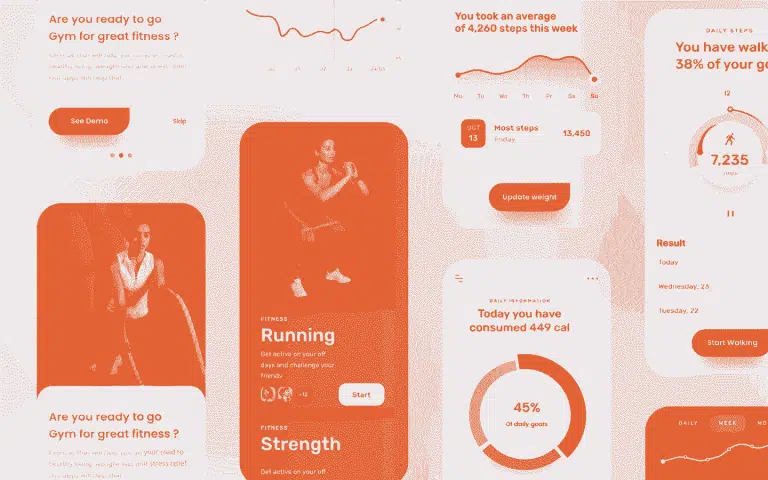 Are you ready to go
Gym for great fitness ?
See Demo
Skip
Are you ready to go
Gym for great fitness ?
FITNESS
Running
Get active on your off
days and challenge your
friends
+12
Start
FITNESS
Strength
Get active on your off
You took an average
of 4,260 steps this week
Mo Tu We Th Fr Sa Su
OCT
13
Most steps
Friday
13,450
Update weight
DAILY INFORMATION
Today you have
consumed 449 cal
45%
Of daily goals
DAILY STEPS
You have walk
38% of your go
12
7,235
Result
Today
Wednesday, 23
Tuesday, 22
Start Walking
DAILY WEEK MO